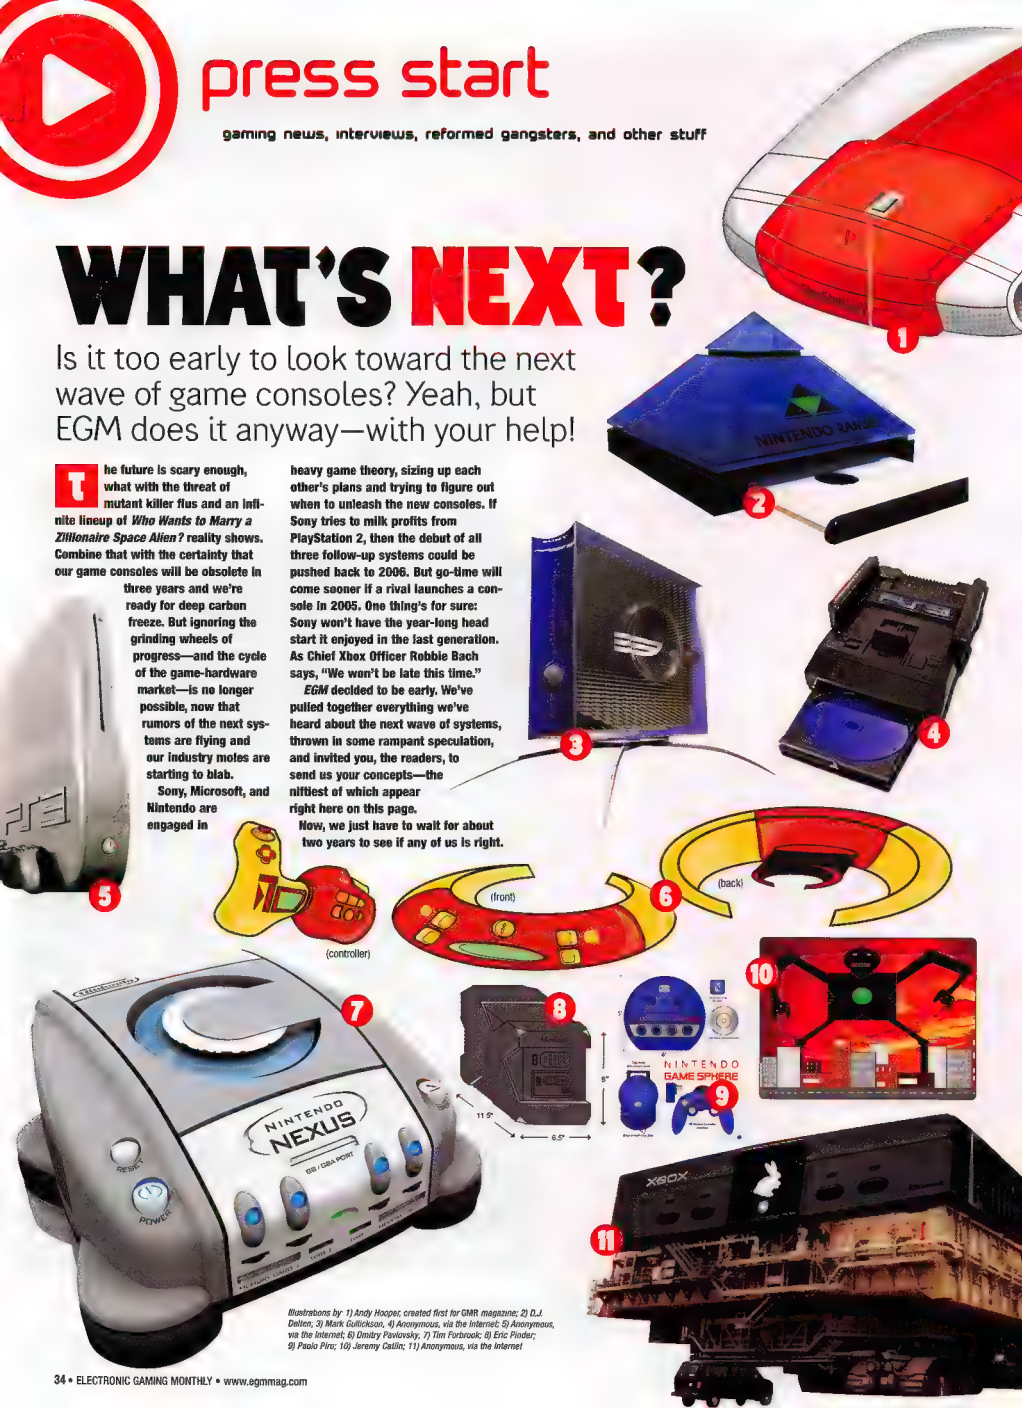 press start
gaming news, interviews, reformed gangsters, and other stuff
WHAT'S NEXT?
Is it too early to look toward the next
wave of game consoles? Yeah, but
EGM does it anyway—with your help!
The future is scary enough,
what with the threat of
mutant killer flus and an infi-
nite lineup of Who Wants to Marry a
Zillionaire Space Alien? reality shows.
Combine that with the certainty that
our game consoles will be obsolete in
three years and we're
ready for deep carbon
freeze. But ignoring the
grinding wheels of
progress—and the cycle
of the game-hardware
market—is no longer
possible, now that
rumors of the next sys-
tems are flying and
our industry moles are
starting to blab.
Sony, Microsoft, and
Nintendo are
engaged in
heavy game theory, sizing up each
other's plans and trying to figure out
when to unleash the new consoles. If
Sony tries to milk profits from
PlayStation 2, then the debut of all
three follow-up systems could be
pushed back to 2006. But go-time will
come sooner if a rival launches a con-
sole in 2005. One thing's for sure:
Sony won't have the year-long head
start it enjoyed in the last generation.
As Chief Xbox Officer Robbie Bach
says, "We won't be late this time."
EGM decided to be early. We've
pulled together everything we've
heard about the next wave of systems,
thrown in some rampant speculation,
and invited you, the readers, to
send us your concepts—the
niftiest of which appear
right here on this page.
Now, we just have to wait for about
two years to see if any of us is right.
1
NINTENDO
2
3
4
PS3
5
(controller)
(front)
6
(back)
Nintendo
7
NINTENDO
NEXUS
GB / GBA PORT
RESET
POWER
8
11.5"
6.5"
8"
NINTENDO
GAME SPHERE
9
10
XBOX
11
Illustrations by 1) Andy Hooper, created first for GMR magazine; 2) D.J.
Delten; 3) Mark Gullickson, 4) Anonymous, via the Internet; 5) Anonymous,
via the Internet; 6) Dmitry Pavlovsky, 7) Tim Forbrook; 8) Eric Pinder;
9) Paolo Piro; 10) Jeremy Catlin; 11) Anonymous, via the Internet
34 • ELECTRONIC GAMING MONTHLY • www.egmmag.com